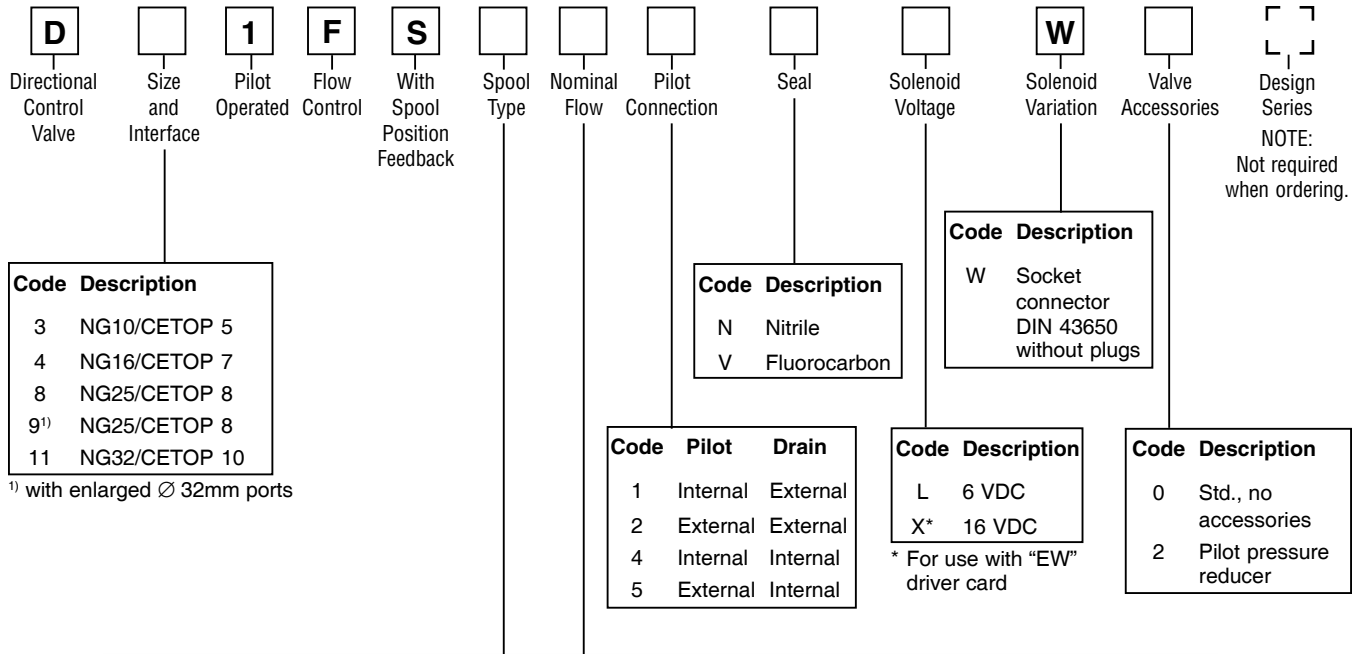 D 1 F S W
Directional Control Valve
Size and Interface
Pilot Operated
Flow Control
With Spool Position Feedback
Spool Type
Nominal Flow
Pilot Connection
Seal
Solenoid Voltage
Solenoid Variation
Valve Accessories
Design Series
NOTE:
Not required
when ordering.
Code Description
3 NG10/CETOP 5
4 NG16/CETOP 7
8 NG25/CETOP 8
9¹⁾ NG25/CETOP 8
11 NG32/CETOP 10
¹⁾ with enlarged ∅ 32mm ports
Code Pilot Drain
1 Internal External
2 External External
4 Internal Internal
5 External Internal
Code Description
N Nitrile
V Fluorocarbon
Code Description
L 6 VDC
X* 16 VDC
* For use with “EW”
driver card
Code Description
W Socket
connector
DIN 43650
without plugs
Code Description
0 Std., no
accessories
2 Pilot pressure
reducer